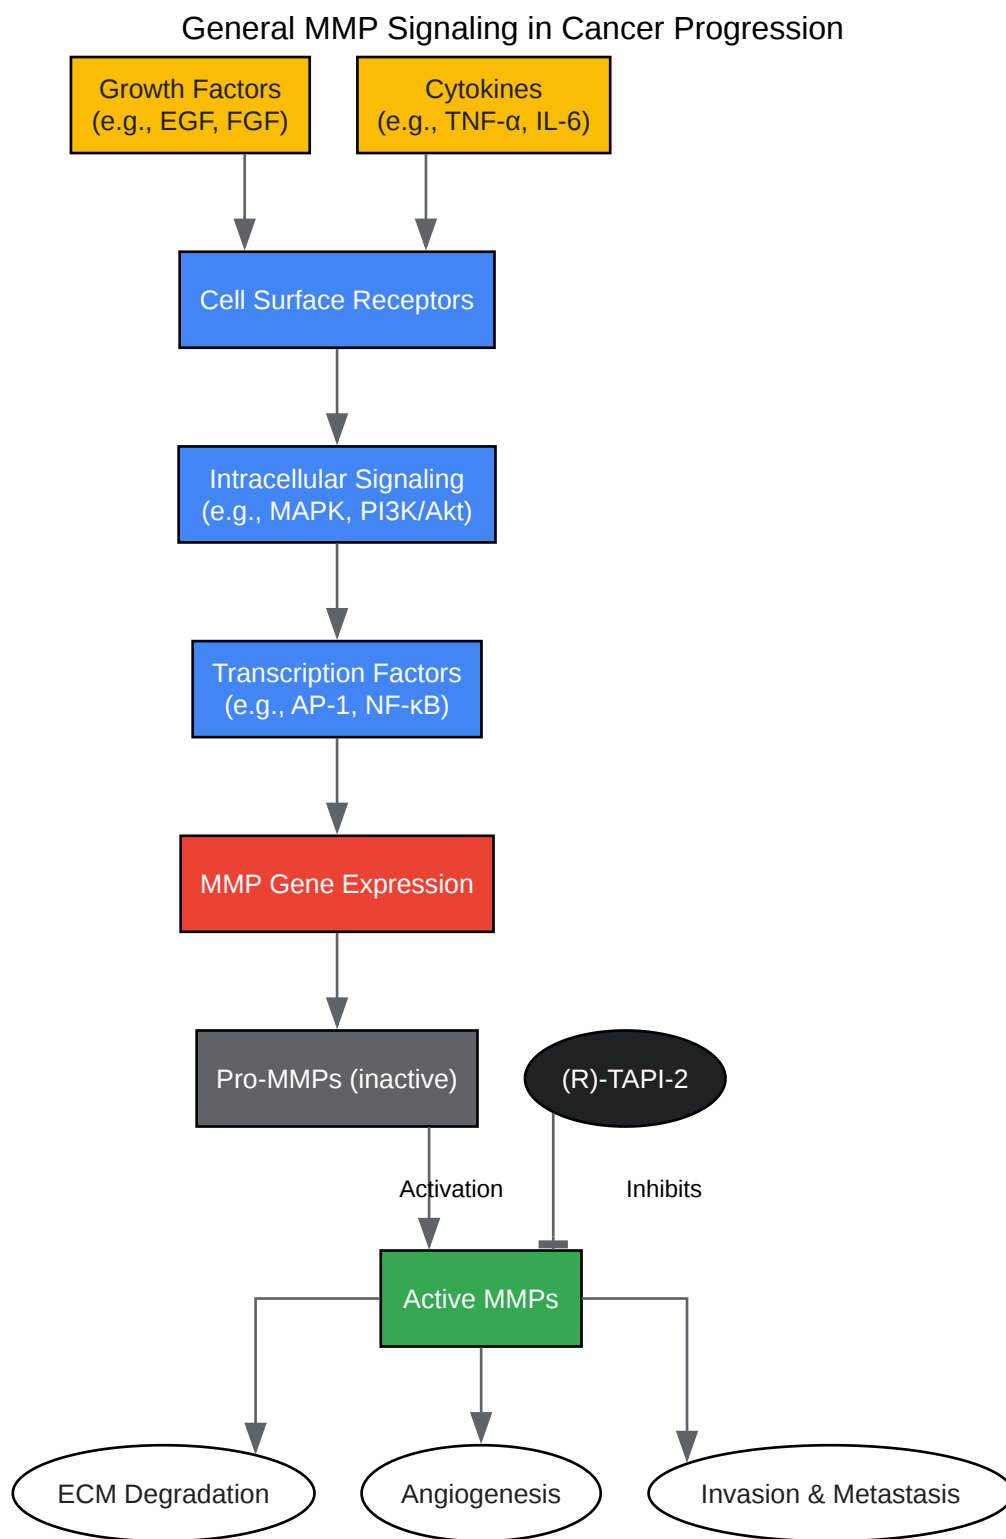 General MMP Signaling in Cancer Progression
Growth Factors
(e.g., EGF, FGF)
Cytokines
(e.g., TNF-α, IL-6)
Cell Surface Receptors
Intracellular Signaling
(e.g., MAPK, PI3K/Akt)
Transcription Factors
(e.g., AP-1, NF-κB)
MMP Gene Expression
Pro-MMPs (inactive)
(R)-TAPI-2
Activation
Inhibits
Active MMPs
ECM Degradation
Angiogenesis
Invasion & Metastasis